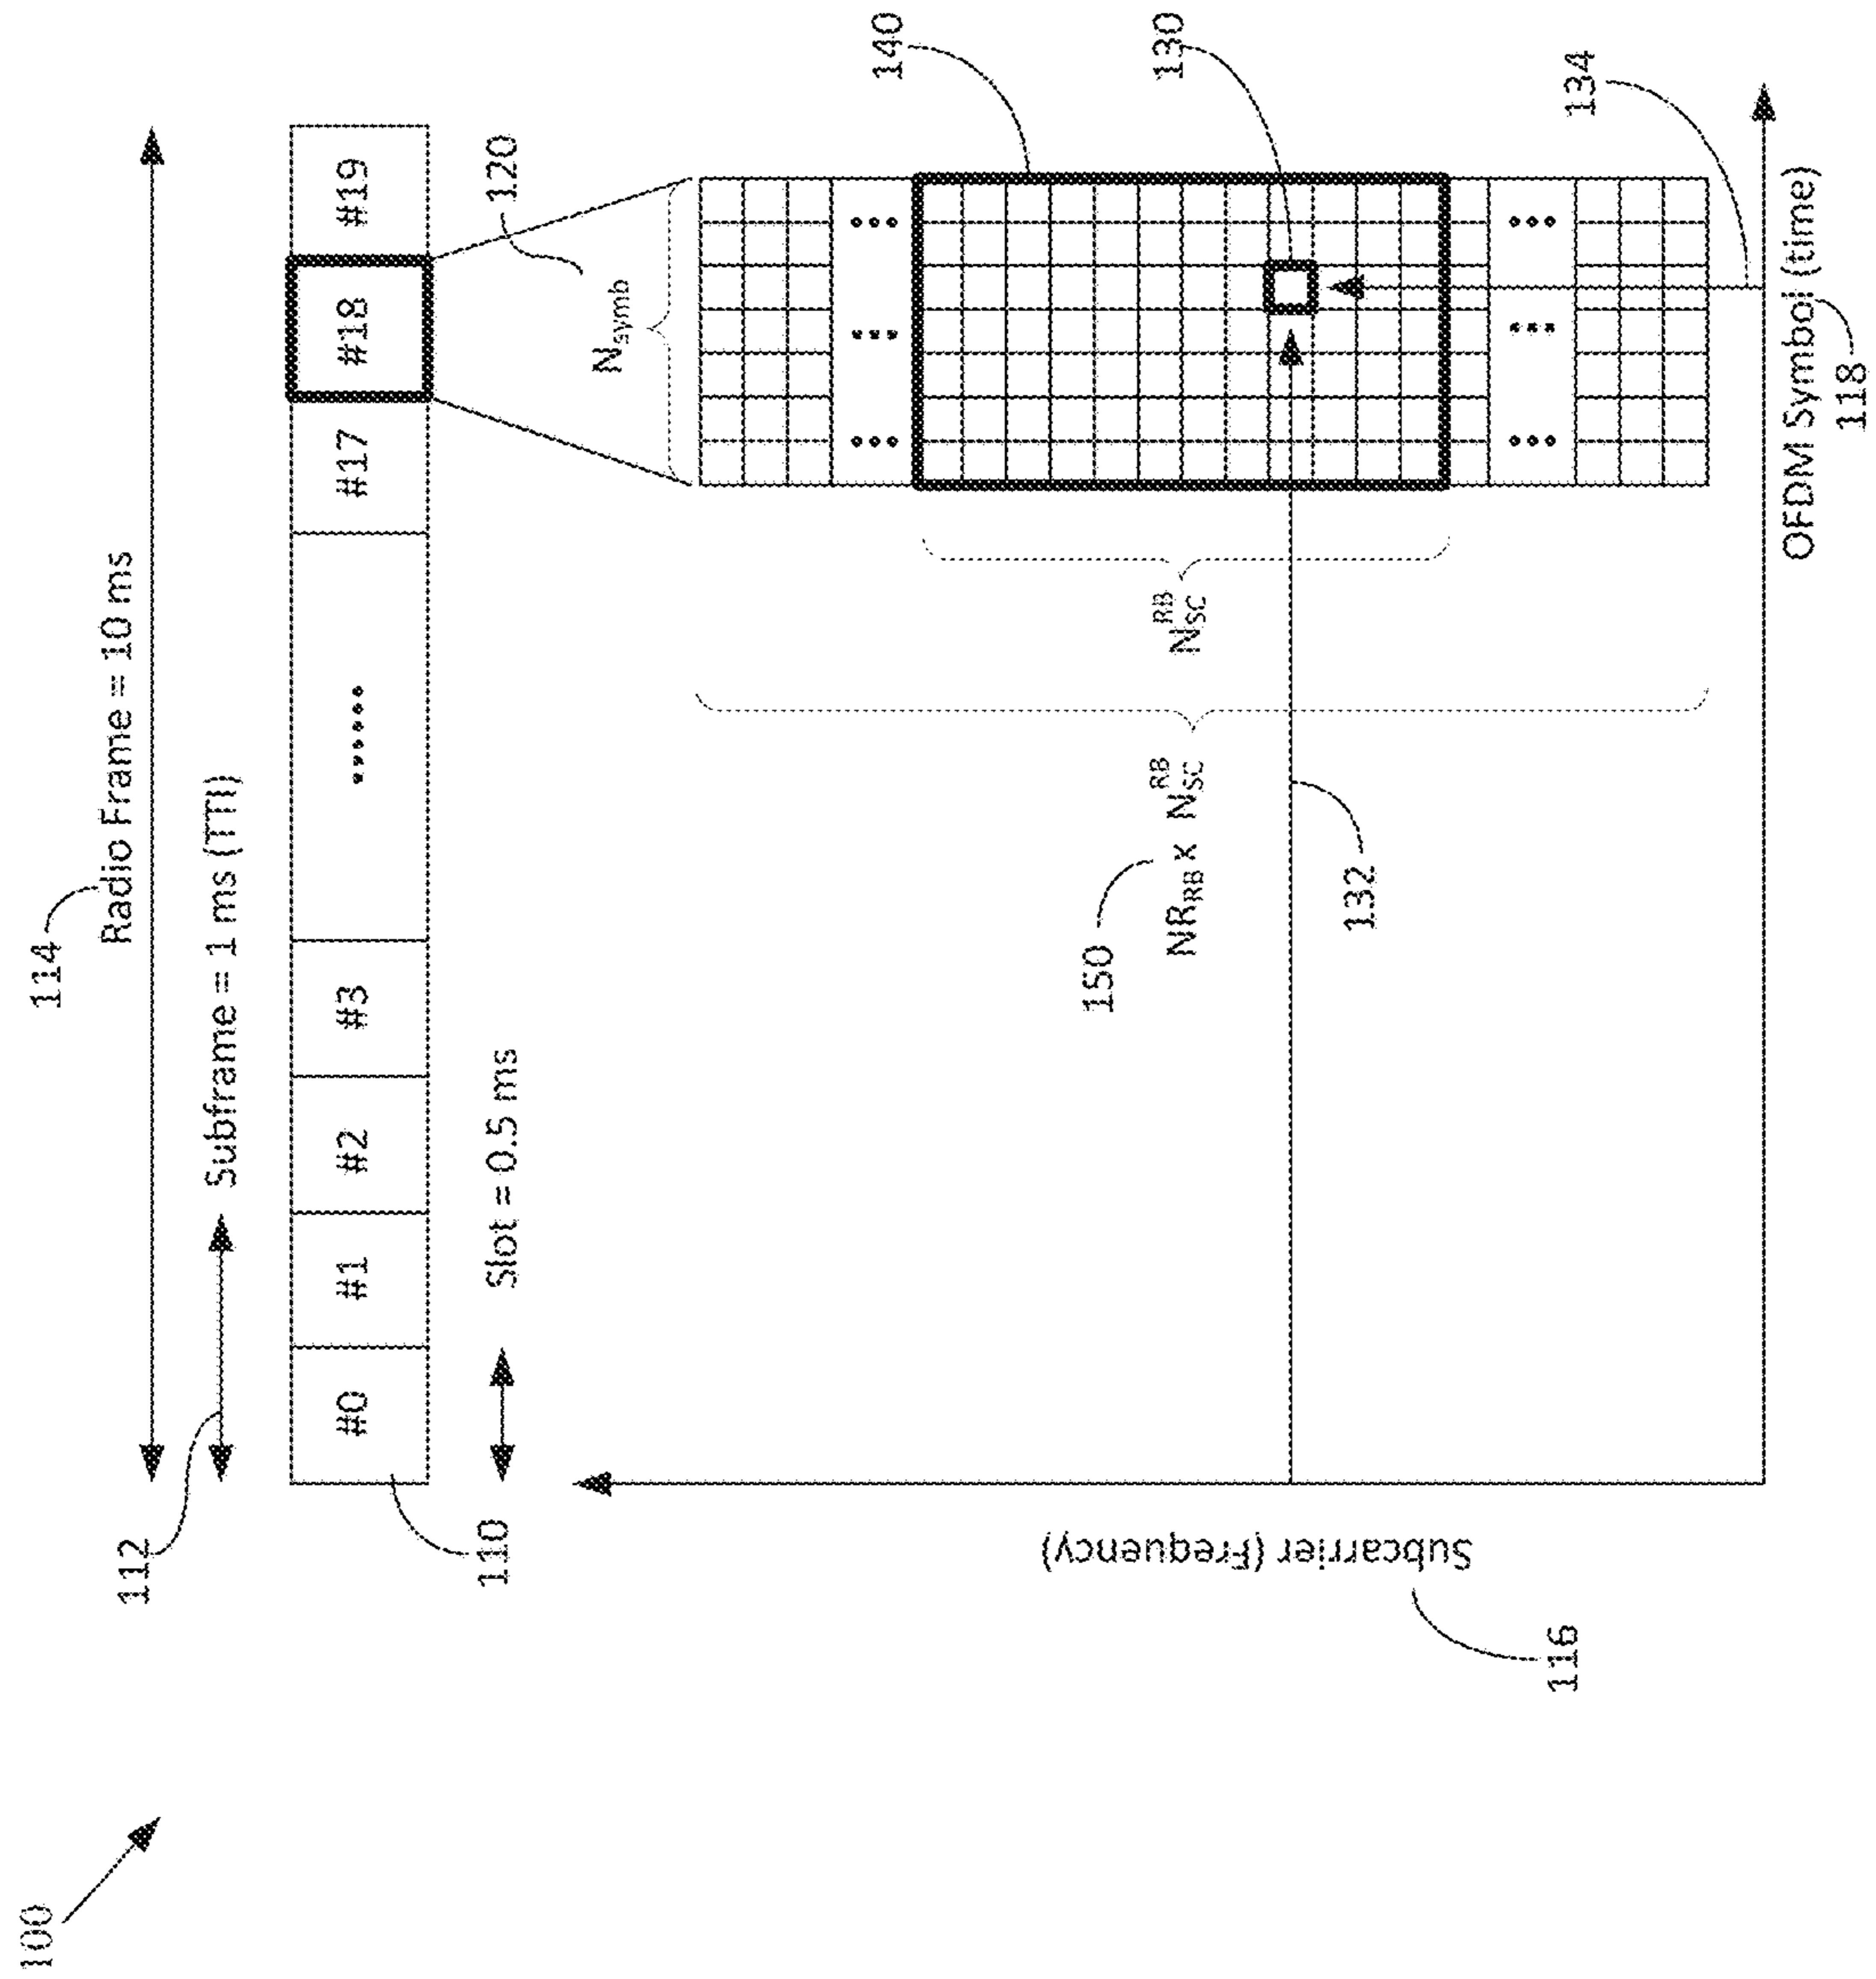 100
114
Radio Frame = 10 ms
112
Subframe = 1 ms (TTI)
#0 #1 #2 #3 ...... #17 #18 #19
110
Slot = 0.5 ms
120
Nsymb
140
130
134
150
NRRB x NSC RB
NSC RB
132
Subcarrier (Frequency)
116
OFDM Symbol (time)
118